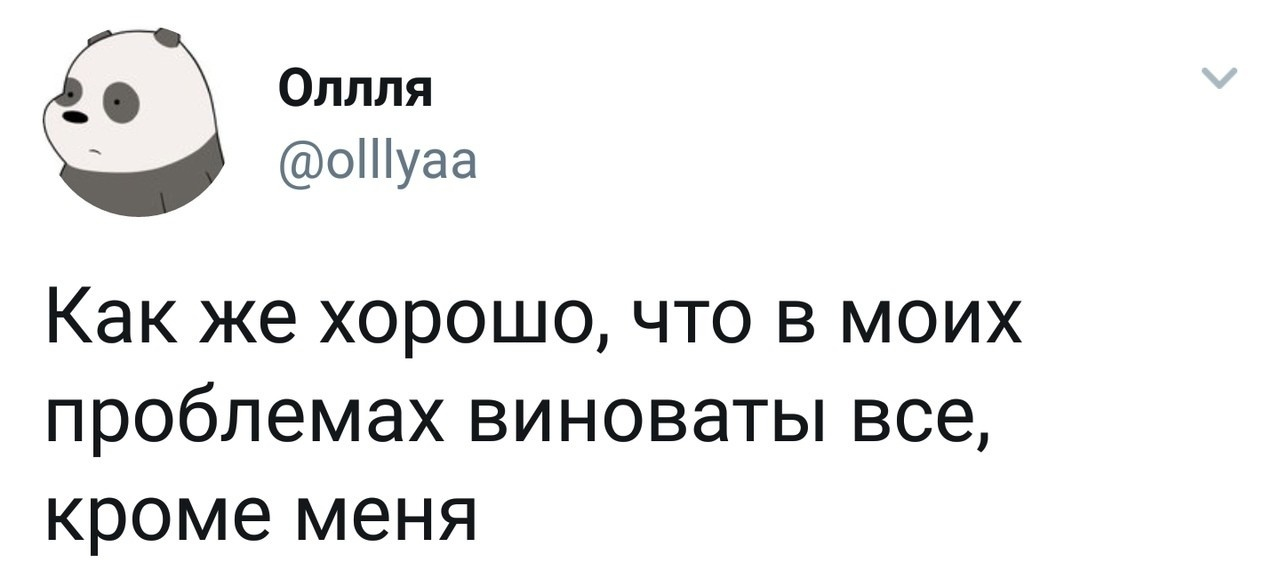 Оллля
@olllyaa
Как же хорошо, что в моих
проблемах виноваты все,
кроме меня